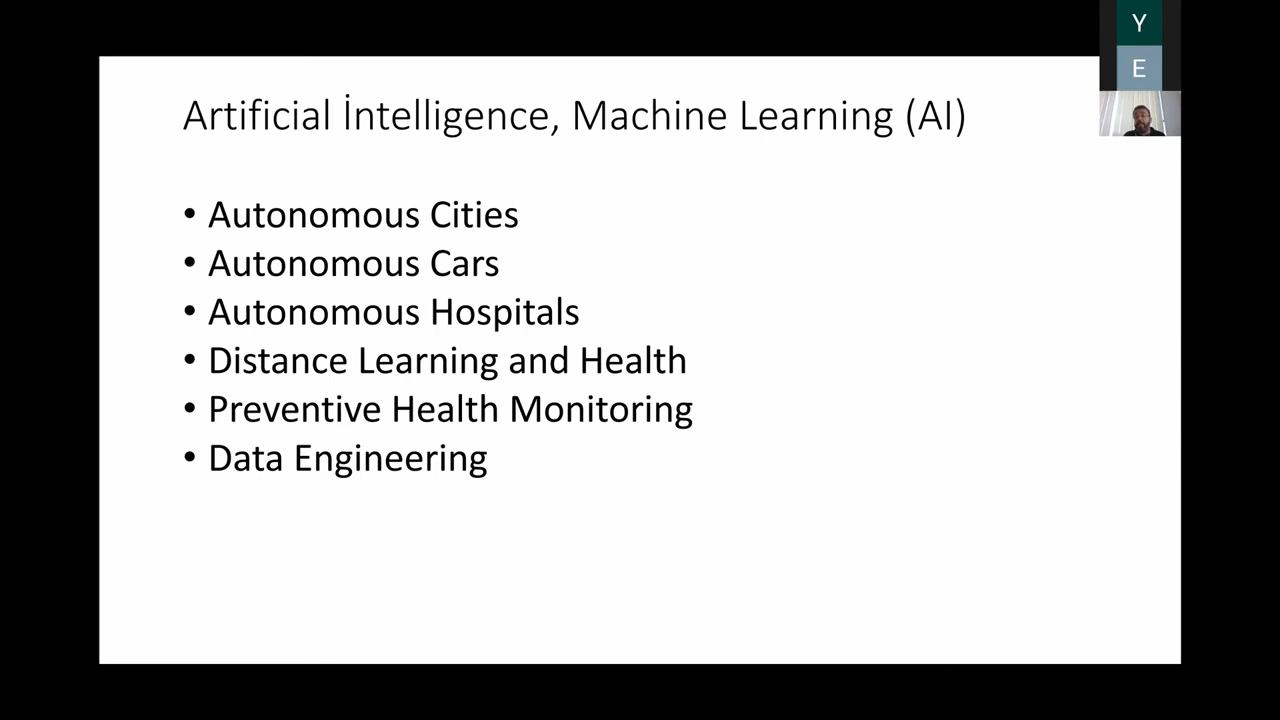 Y
E
Artificial İntelligence, Machine Learning (AI)
• Autonomous Cities
• Autonomous Cars
• Autonomous Hospitals
• Distance Learning and Health
• Preventive Health Monitoring
• Data Engineering